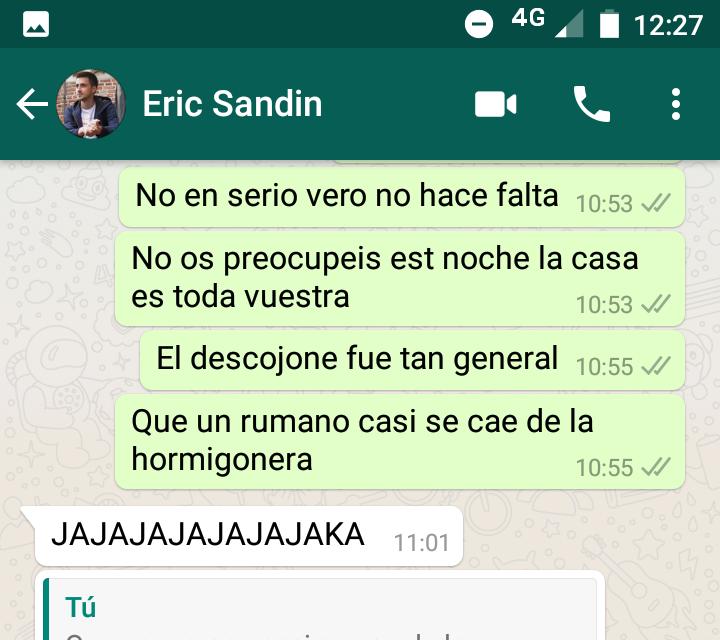 4G 12:27
Eric Sandin
No en serio vero no hace falta 10:53
No os preocupeis est noche la casa
es toda vuestra 10:53
El descojone fue tan general 10:55
Que un rumano casi se cae de la
hormigonera 10:55
JAJAJAJAJAJAJAKA 11:01
Tú